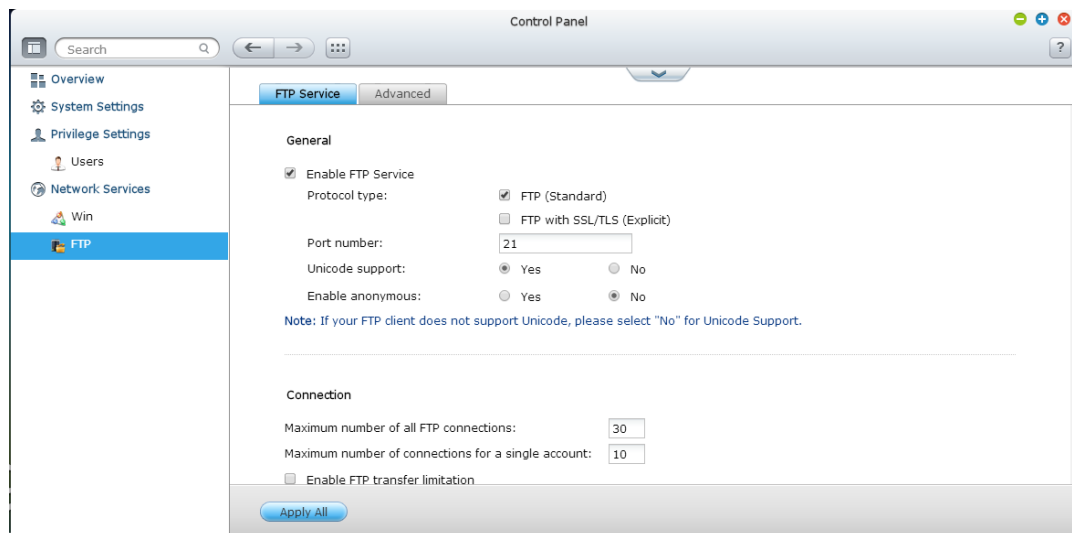 Control Panel
Search
?
Overview
System Settings
Privilege Settings
Users
Network Services
Win
FTP
FTP Service
Advanced
General
Enable FTP Service
Protocol type:
FTP (Standard)
FTP with SSL/TLS (Explicit)
Port number:
21
Unicode support:
Yes
No
Enable anonymous:
Yes
No
Note: If your FTP client does not support Unicode, please select "No" for Unicode Support.
Connection
Maximum number of all FTP connections:
30
Maximum number of connections for a single account:
10
Enable FTP transfer limitation
Apply All